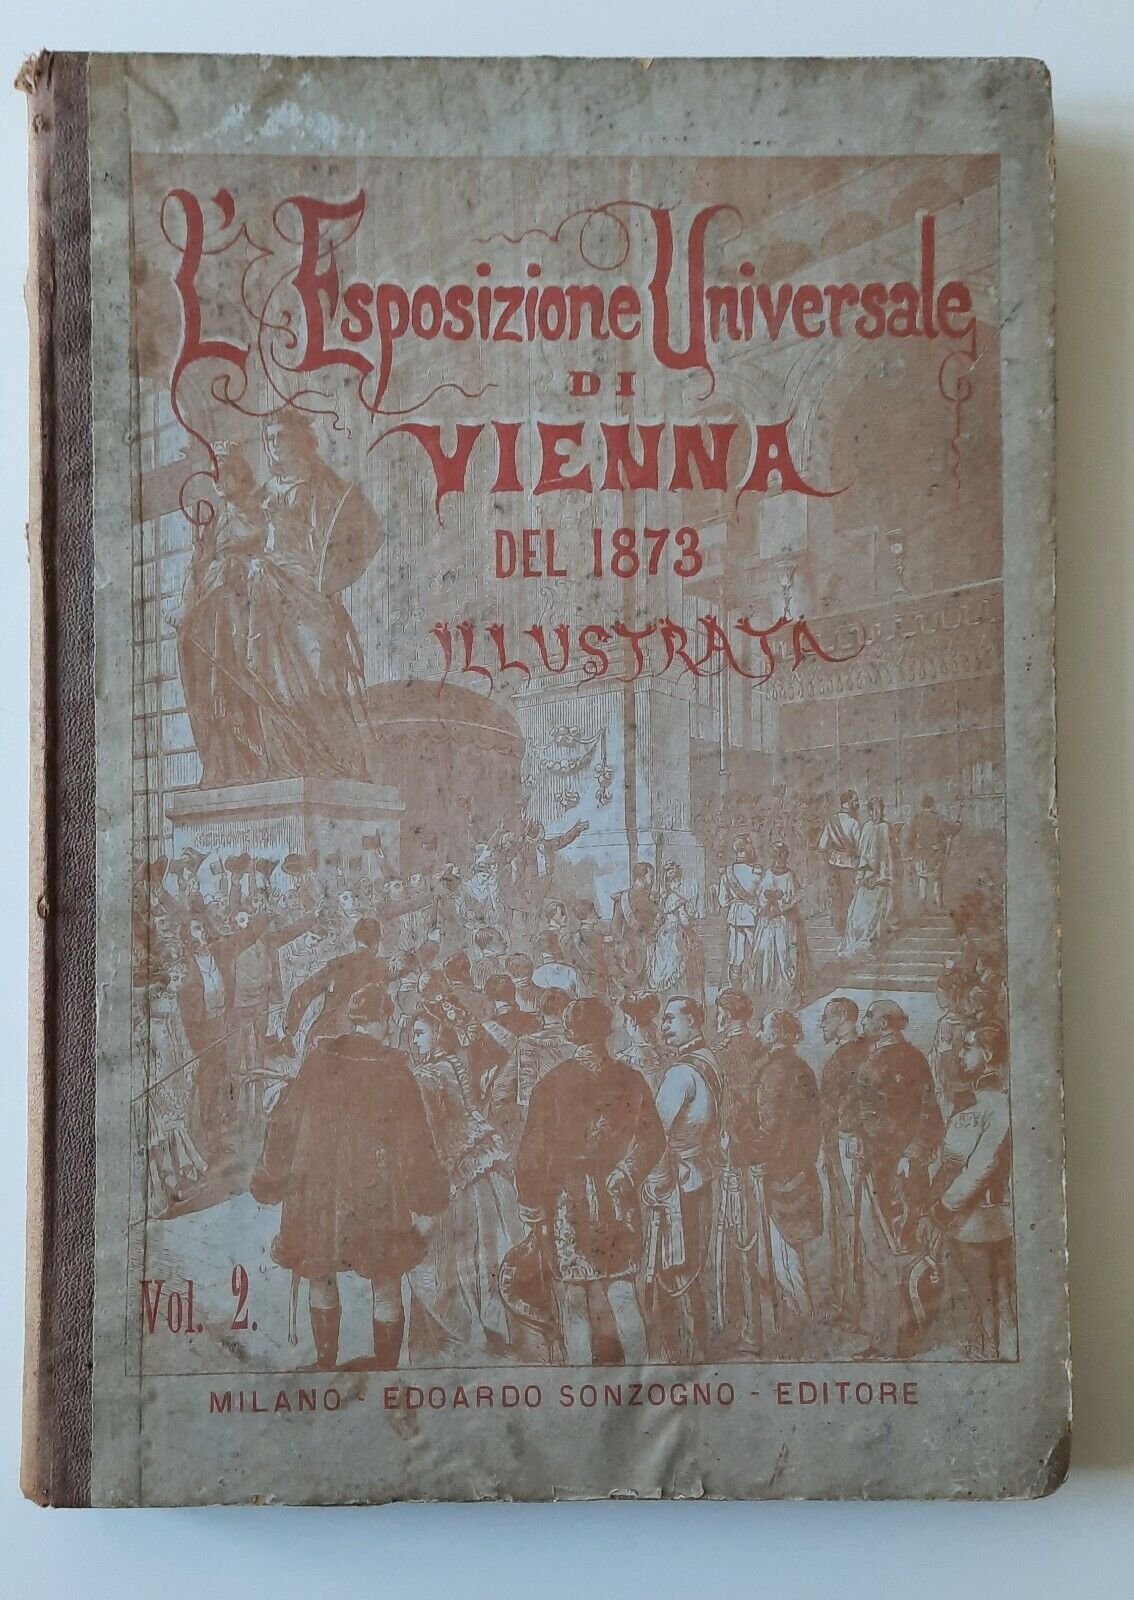 L'Esposizione Universale
DI
VIENNA
DEL 1873
ILLUSTRATA
Vol. 2.
MILANO - EDOARDO SONZOGNO - EDITORE